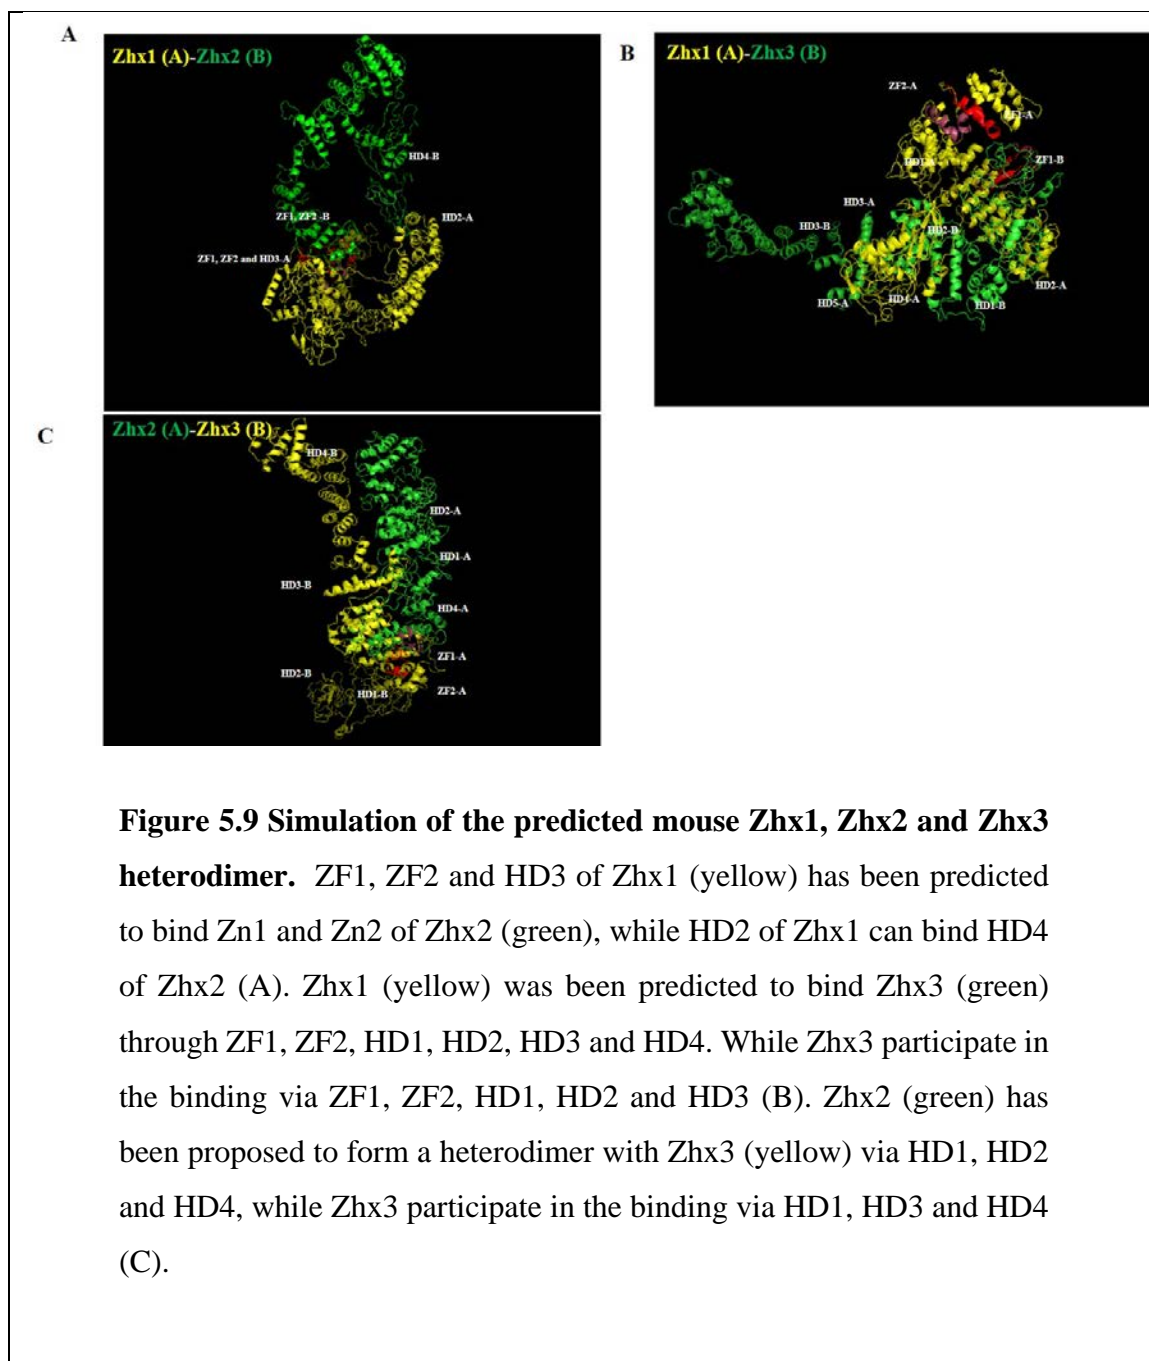 A
Zhx1 (A)-Zhx2 (B)
HD4-B
ZF1, ZF2 -B
HD2-A
ZF1, ZF2 and HD3-A
B
Zhx1 (A)-Zhx3 (B)
ZF2-A
ZF1-A
HD1-A
ZF1-B
HD3-A
HD3-B
HD2-B
HD5-A
HD4-A
HD1-B
HD2-A
C
Zhx2 (A)-Zhx3 (B)
HD4-B
HD2-A
HD1-A
HD3-B
HD4-A
ZF1-A
HD2-B
HD1-B
ZF2-A
Figure 5.9 Simulation of the predicted mouse Zhx1, Zhx2 and Zhx3
heterodimer. ZF1, ZF2 and HD3 of Zhx1 (yellow) has been predicted
to bind Zn1 and Zn2 of Zhx2 (green), while HD2 of Zhx1 can bind HD4
of Zhx2 (A). Zhx1 (yellow) was been predicted to bind Zhx3 (green)
through ZF1, ZF2, HD1, HD2, HD3 and HD4. While Zhx3 participate in
the binding via ZF1, ZF2, HD1, HD2 and HD3 (B). Zhx2 (green) has
been proposed to form a heterodimer with Zhx3 (yellow) via HD1, HD2
and HD4, while Zhx3 participate in the binding via HD1, HD3 and HD4
(C).